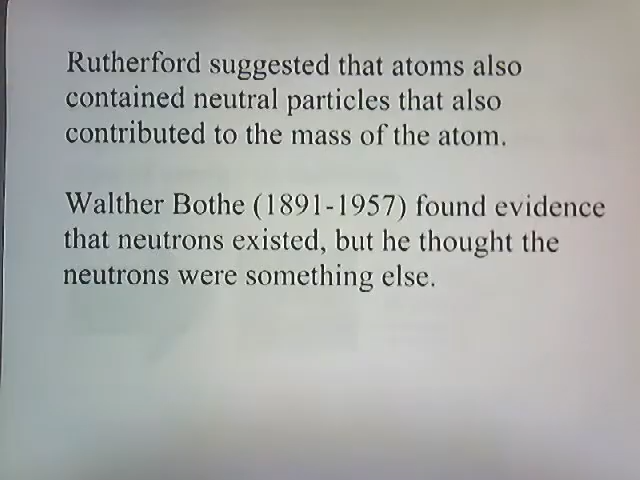 Rutherford suggested that atoms also
contained neutral particles that also
contributed to the mass of the atom.
Walther Bothe (1891-1957) found evidence
that neutrons existed, but he thought the
neutrons were something else.